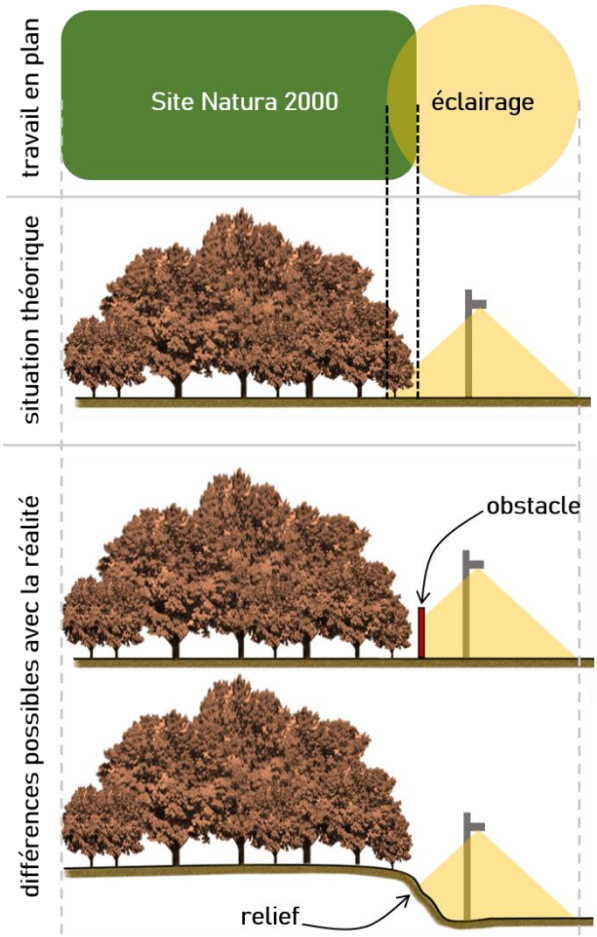 travail en plan
Site Natura 2000
éclairage
situation théorique
différences possibles avec la réalité
obstacle
relief